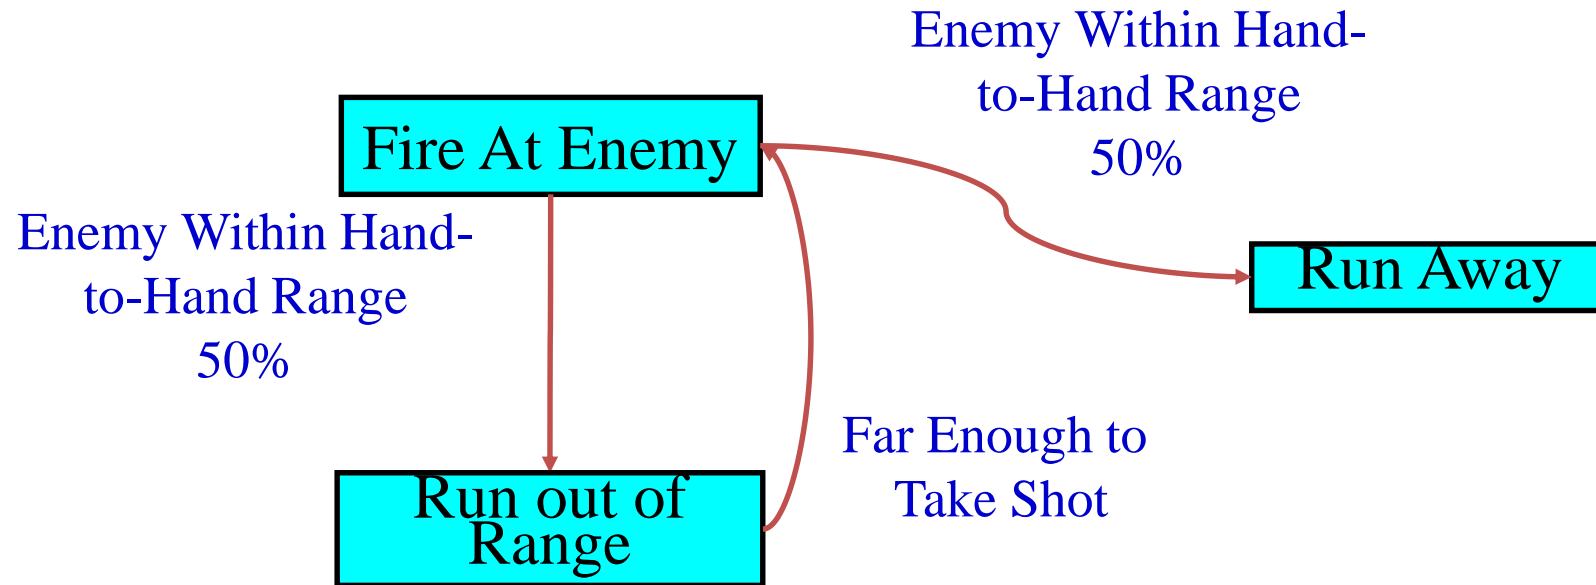 Enemy Within Hand-
to-Hand Range
50%
Fire At Enemy
Enemy Within Hand-
to-Hand Range
50%
Run Away
Far Enough to
Take Shot
Run out of
Range